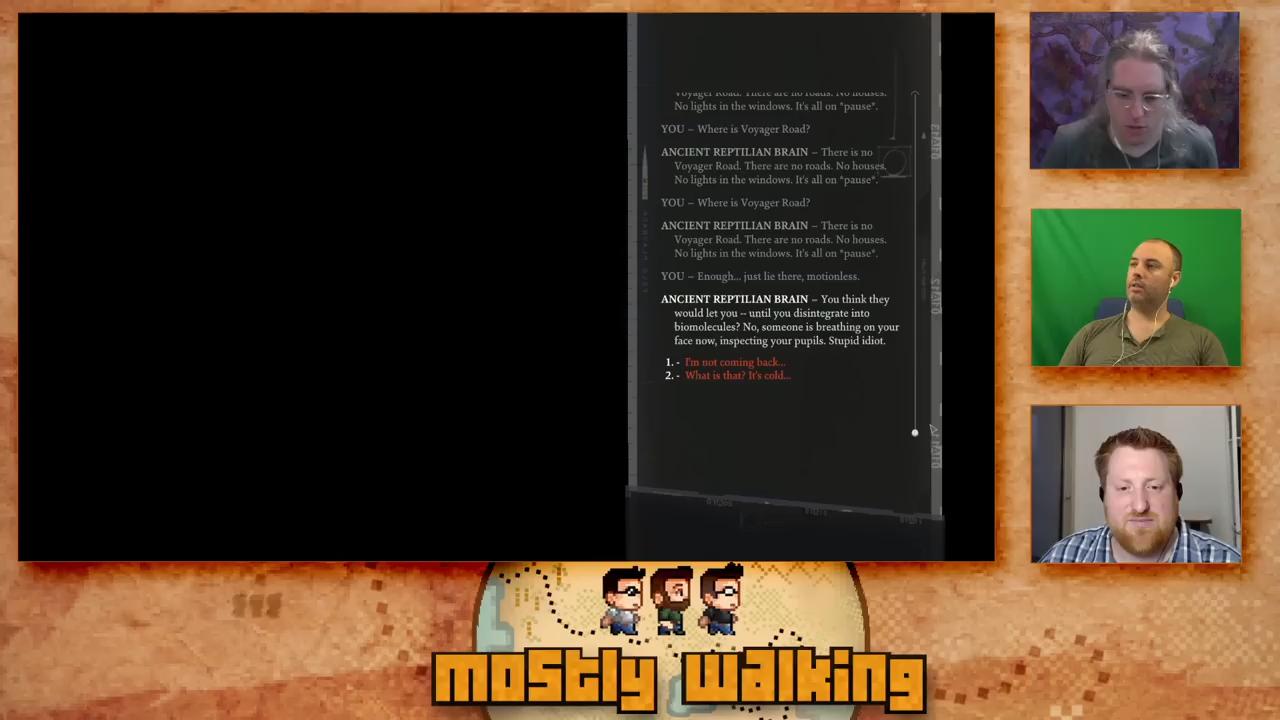 Voyager Road. There are no roads. No houses.
No lights in the windows. It's all on *pause*.
YOU – Where is Voyager Road?
ANCIENT REPTILIAN BRAIN – There is no
Voyager Road. There are no roads. No houses.
No lights in the windows. It's all on *pause*.
YOU – Where is Voyager Road?
ANCIENT REPTILIAN BRAIN – There is no
Voyager Road. There are no roads. No houses.
No lights in the windows. It's all on *pause*.
YOU – Enough... just lie there, motionless.
ANCIENT REPTILIAN BRAIN – You think they
would let you -- until you disintegrate into
biomolecules? No, someone is breathing on your
face now, inspecting your pupils. Stupid idiot.
1. - I'm not coming back...
2. - What is that? It's cold...
mostly walking